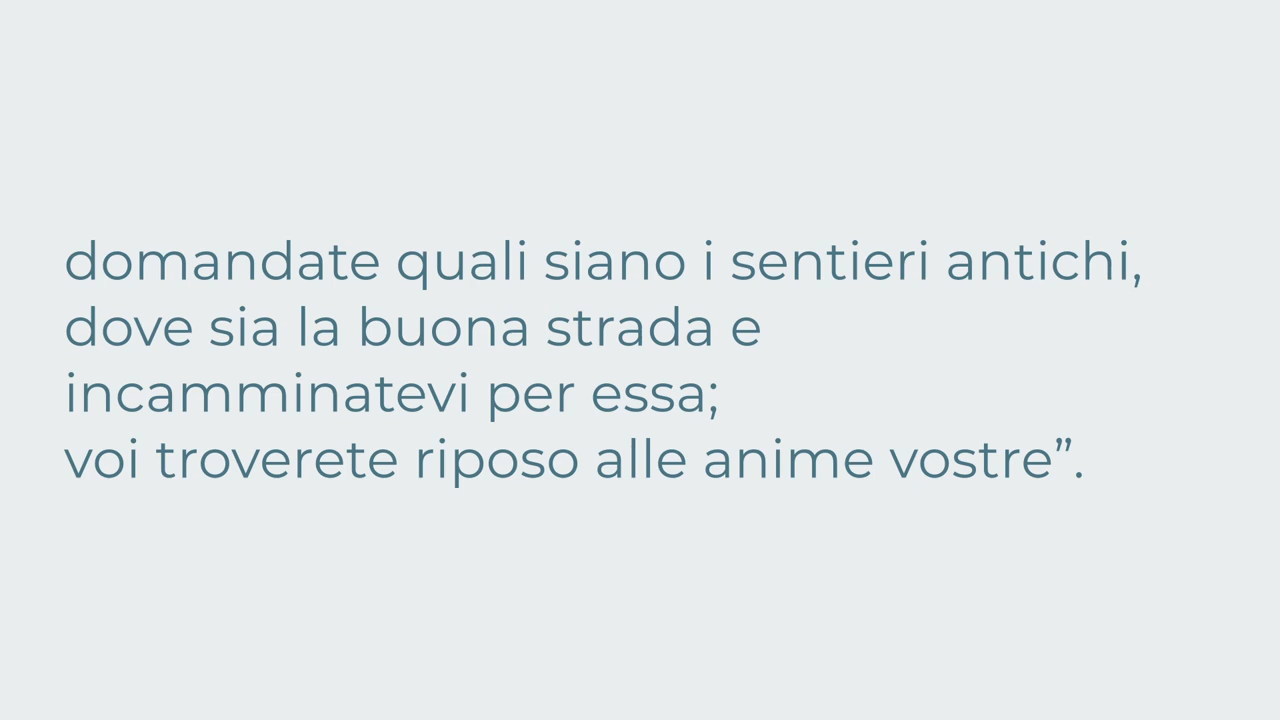 domandate quali siano i sentieri antichi,
dove sia la buona strada e
incamminatevi per essa;
voi troverete riposo alle anime vostre”.